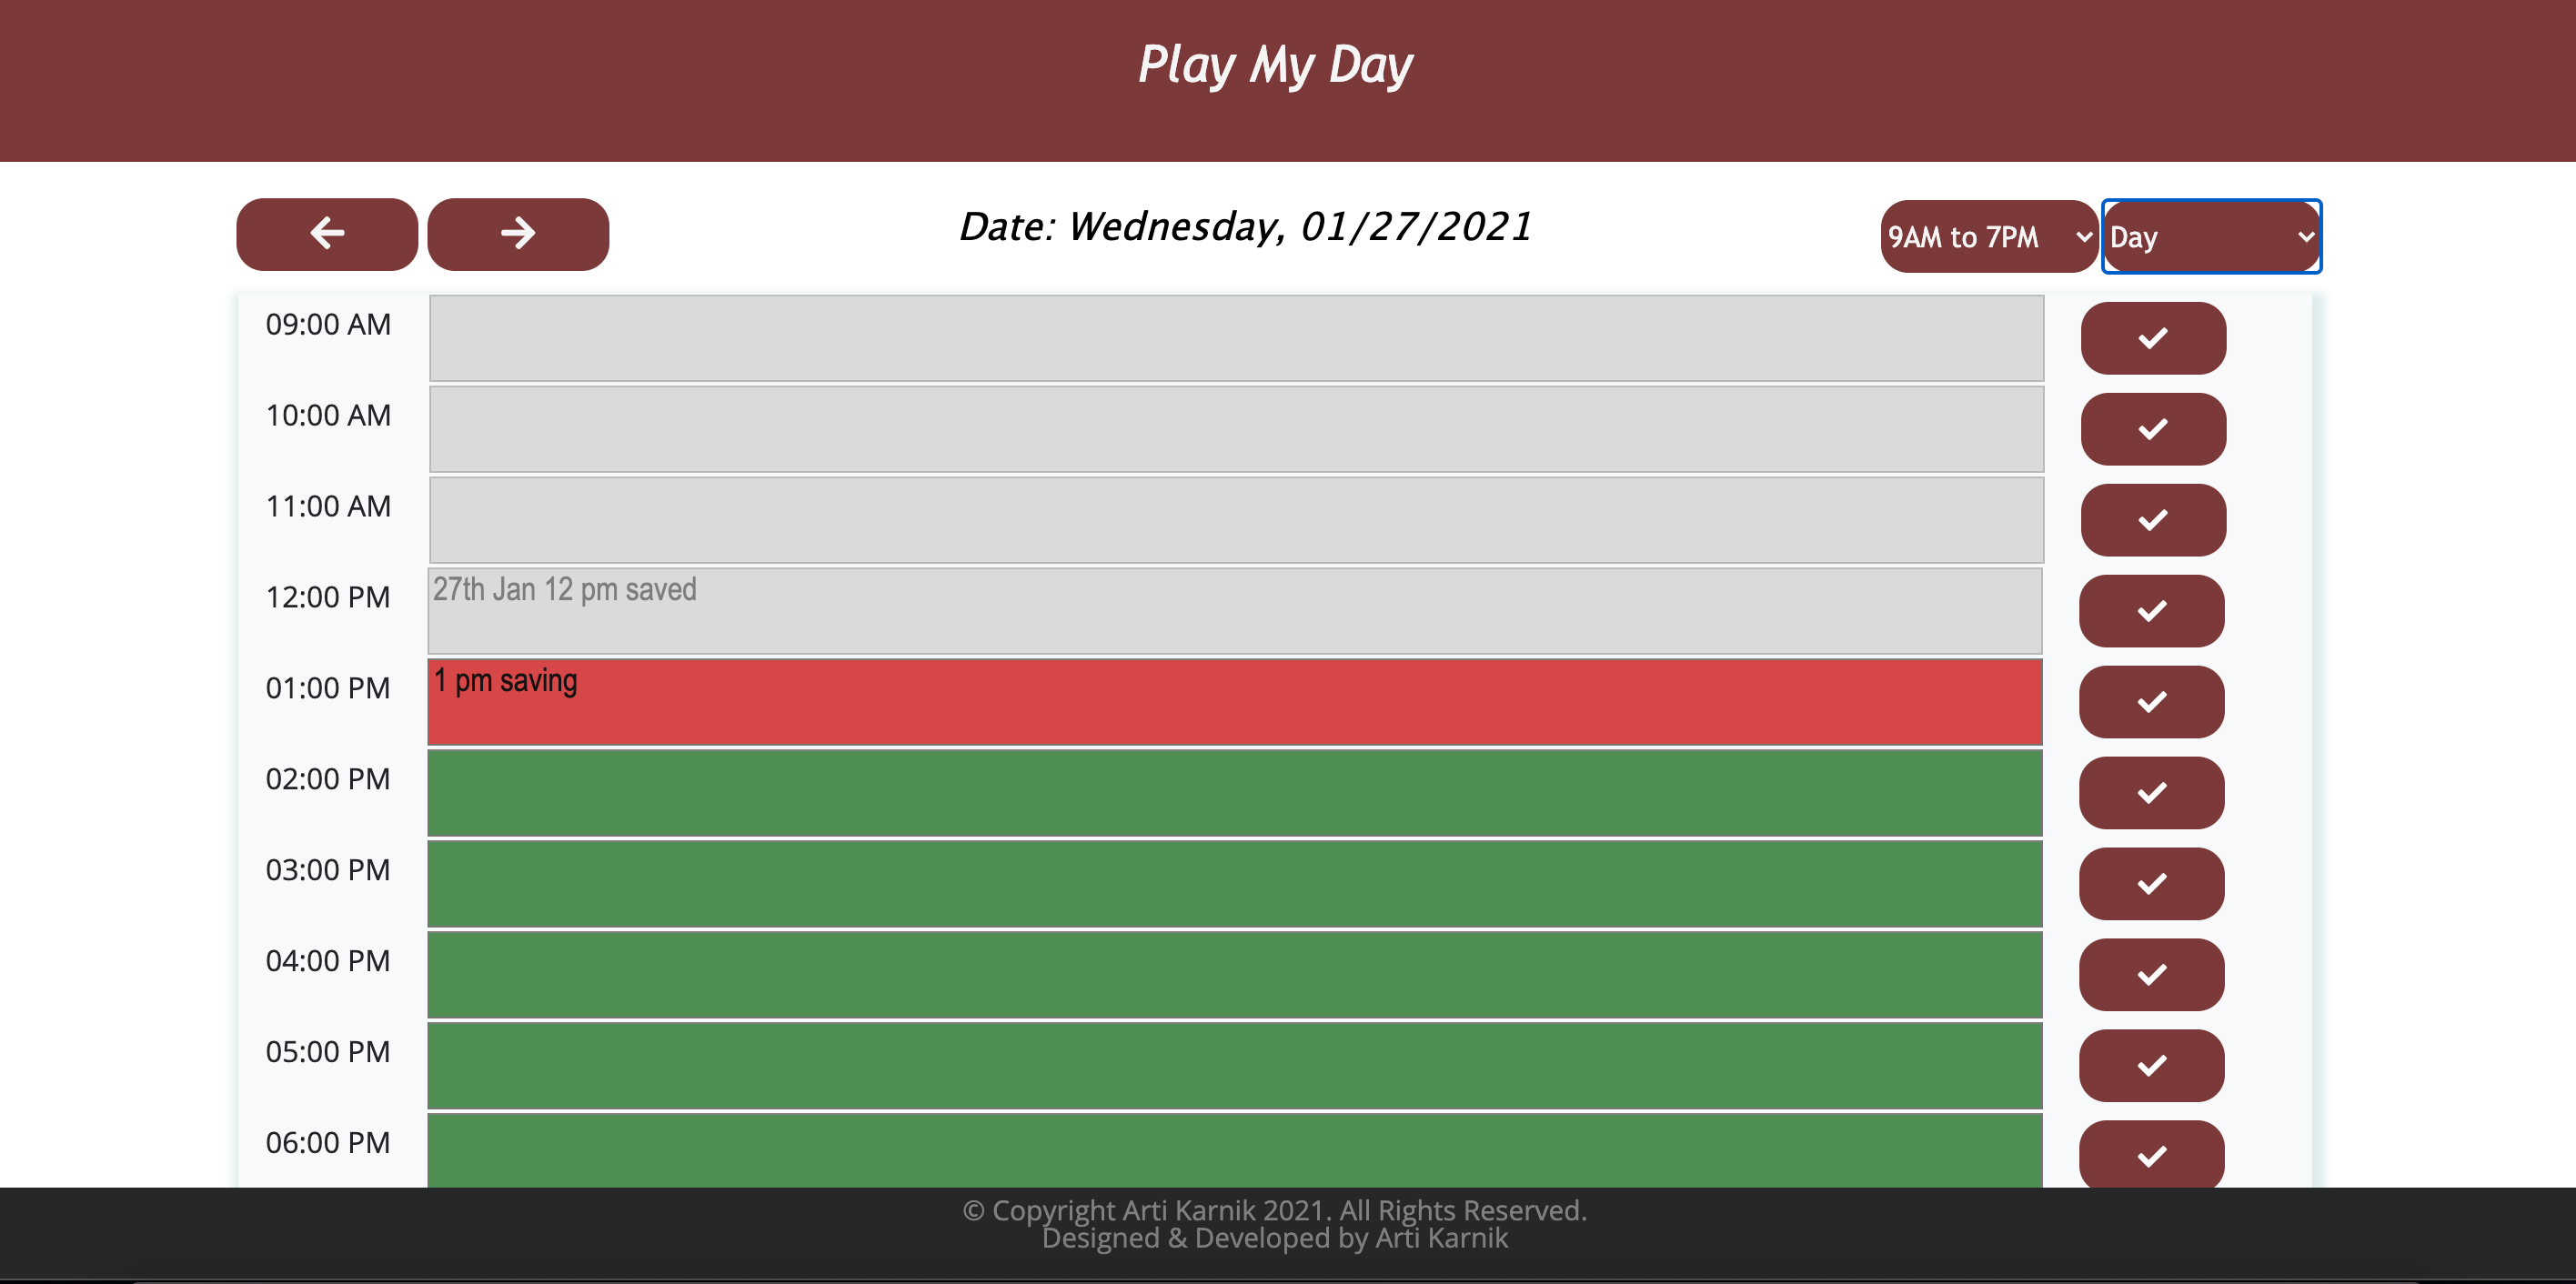 Play My Day
Date: Wednesday, 01/27/2021
9AM to 7PM
Day
09:00 AM
10:00 AM
11:00 AM
12:00 PM
27th Jan 12 pm saved
01:00 PM
1 pm saving
02:00 PM
03:00 PM
04:00 PM
05:00 PM
06:00 PM
© Copyright Arti Karnik 2021. All Rights Reserved.
Designed & Developed by Arti Karnik